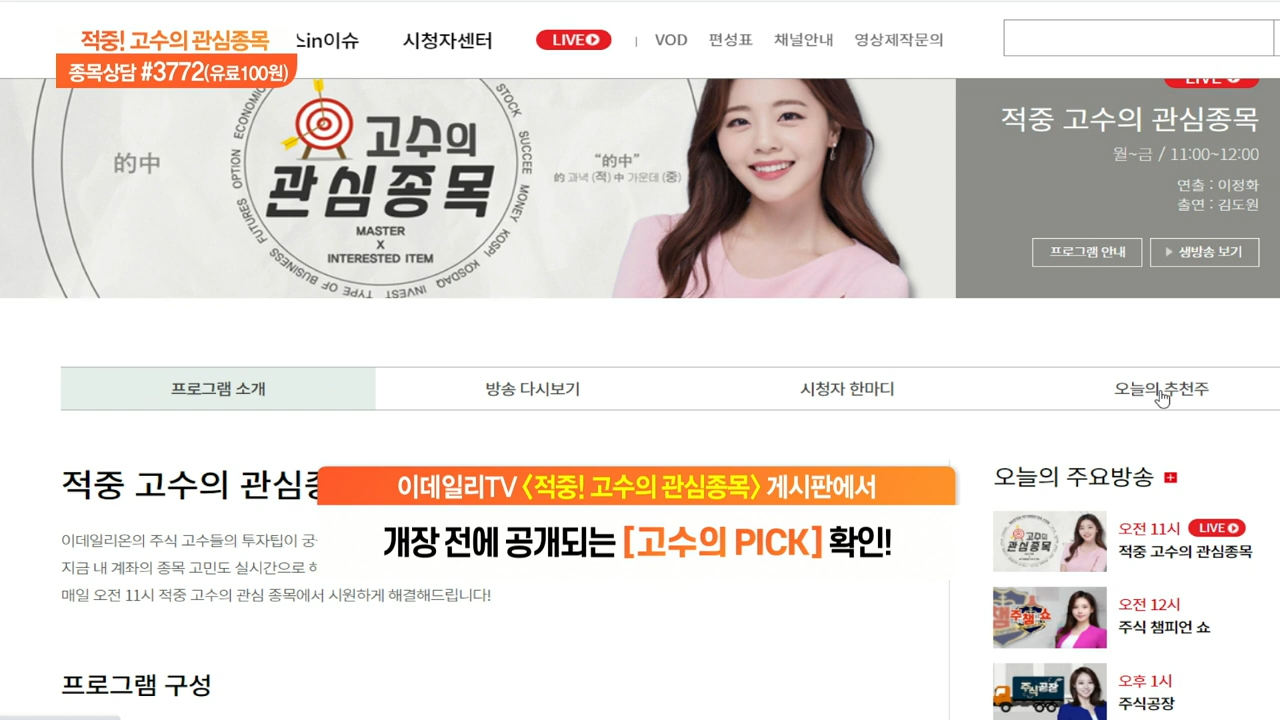 적중! 고수의 관심종목
종목상담 #3772(유료100원)
in이슈
시청자센터
LIVE
VOD
편성표
채널안내
영상제작문의
的中
ECONOMIC
OPTION
FUTURES
TYPE OF BUSINESS
INVEST
KOSDAQ
KOSPI
MONEY
SUCCEE
STOCK
고수의
관심종목
MASTER
X
INTERESTED ITEM
“的中”
的 과녁 (적) 中 가운데 (중)
LIVE
적중 고수의 관심종목
월~금 / 11:00~12:00
연출 : 이정화
출연 : 김도원
프로그램 안내
생방송 보기
프로그램 소개
방송 다시보기
시청자 한마디
오늘의 추천주
적중 고수의 관심
이데일리TV <적중! 고수의 관심종목> 게시판에서
개장 전에 공개되는 [고수의 PICK] 확인!
이데일리온의 주식 고수들의 투자팁이
지금 내 계좌의 종목 고민도 실시간으로
매일 오전 11시 적중 고수의 관심 종목에서 시원하게 해결해드립니다!
프로그램 구성
오늘의 주요방송
고수의
관심종목
오전 11시 LIVE
적중 고수의 관심종목
주챔쇼
오전 12시
주식 챔피언 쇼
주식공장
오후 1시
주식공장